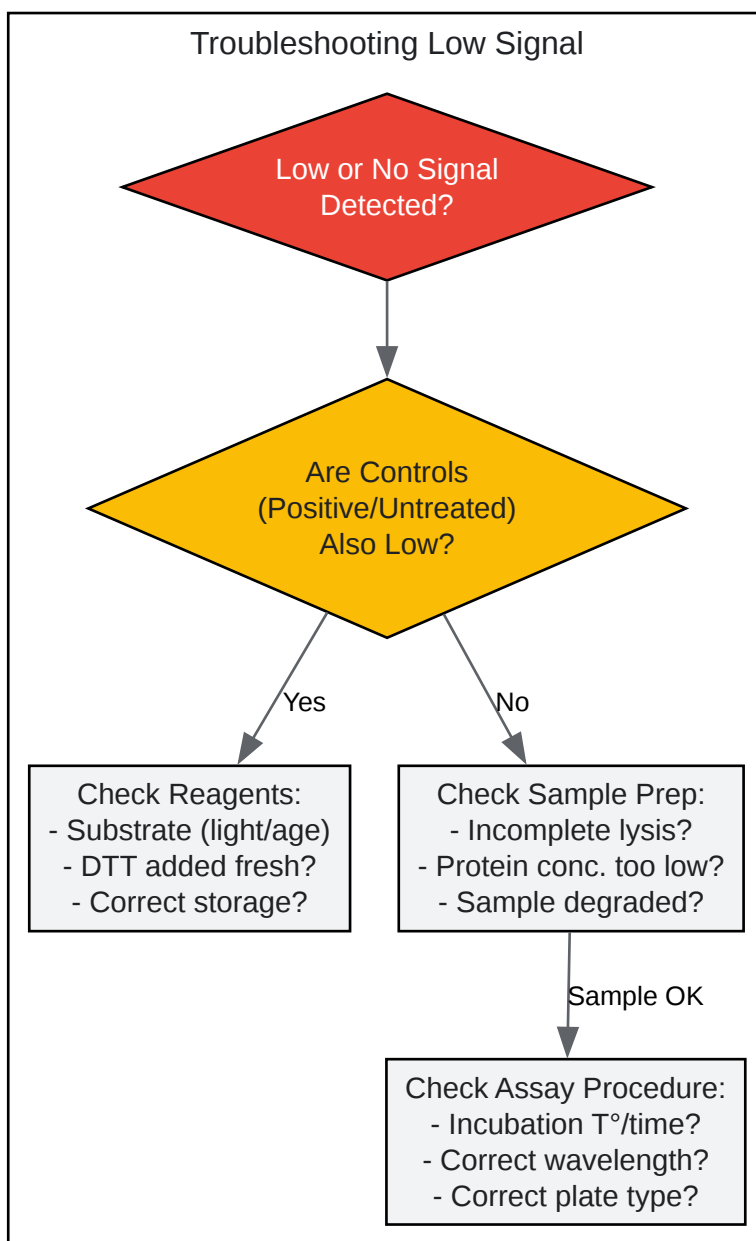 Troubleshooting Low Signal
Low or No Signal
Detected?
Are Controls
(Positive/Untreated)
Also Low?
Yes
No
Check Reagents:
- Substrate (light/age)
- DTT added fresh?
- Correct storage?
Check Sample Prep:
- Incomplete lysis?
- Protein conc. too low?
- Sample degraded?
Sample OK
Check Assay Procedure:
- Incubation T°/time?
- Correct wavelength?
- Correct plate type?